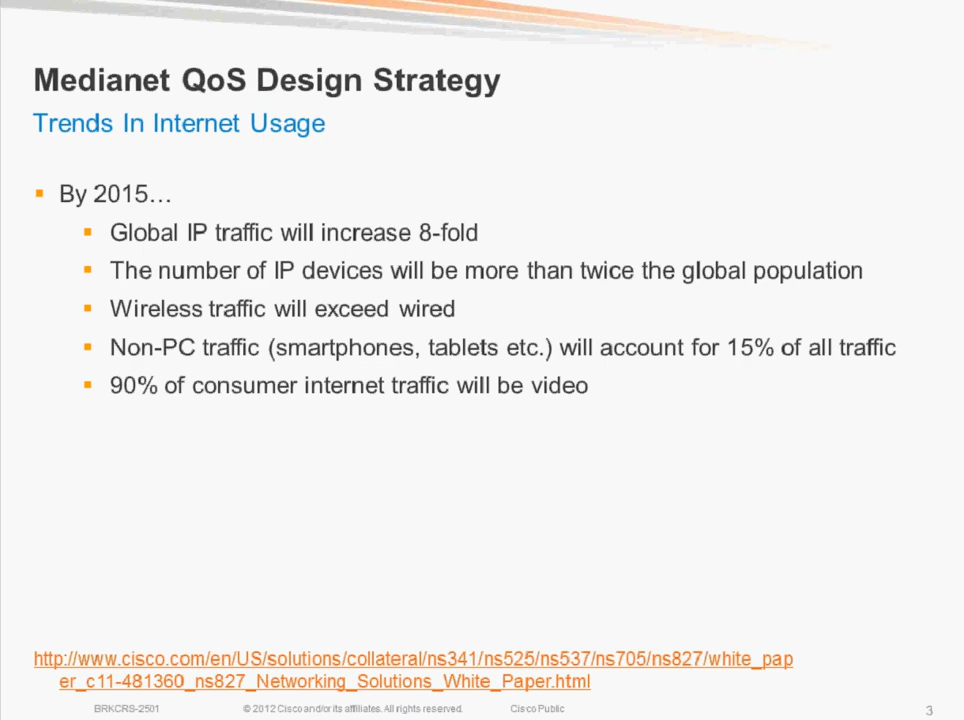 Medianet QoS Design Strategy
Trends In Internet Usage
By 2015…
Global IP traffic will increase 8-fold
The number of IP devices will be more than twice the global population
Wireless traffic will exceed wired
Non-PC traffic (smartphones, tablets etc.) will account for 15% of all traffic
90% of consumer internet traffic will be video
http://www.cisco.com/en/US/solutions/collateral/ns341/ns525/ns537/ns705/ns827/white_pap
er_c11-481360_ns827_Networking_Solutions_White_Paper.html
BRKCRS-2501 © 2012 Cisco and/or its affiliates. All rights reserved. Cisco Public 3